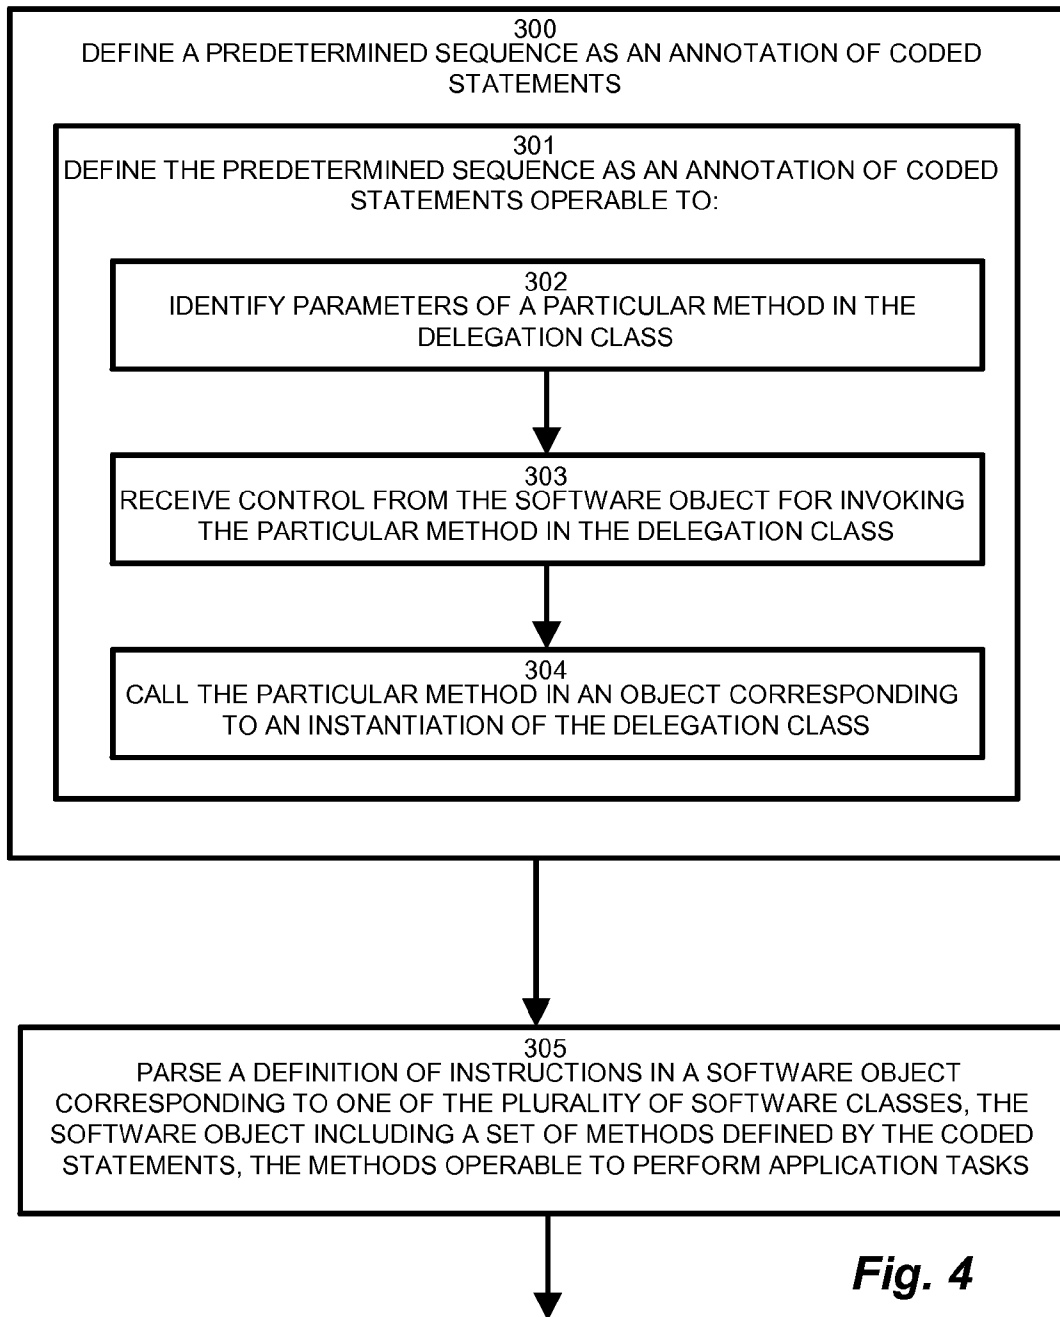 300
DEFINE A PREDETERMINED SEQUENCE AS AN ANNOTATION OF CODED
STATEMENTS
301
DEFINE THE PREDETERMINED SEQUENCE AS AN ANNOTATION OF CODED
STATEMENTS OPERABLE TO:
302
IDENTIFY PARAMETERS OF A PARTICULAR METHOD IN THE
DELEGATION CLASS
303
RECEIVE CONTROL FROM THE SOFTWARE OBJECT FOR INVOKING
THE PARTICULAR METHOD IN THE DELEGATION CLASS
304
CALL THE PARTICULAR METHOD IN AN OBJECT CORRESPONDING
TO AN INSTANTIATION OF THE DELEGATION CLASS
305
PARSE A DEFINITION OF INSTRUCTIONS IN A SOFTWARE OBJECT
CORRESPONDING TO ONE OF THE PLURALITY OF SOFTWARE CLASSES, THE
SOFTWARE OBJECT INCLUDING A SET OF METHODS DEFINED BY THE CODED
STATEMENTS, THE METHODS OPERABLE TO PERFORM APPLICATION TASKS
Fig. 4